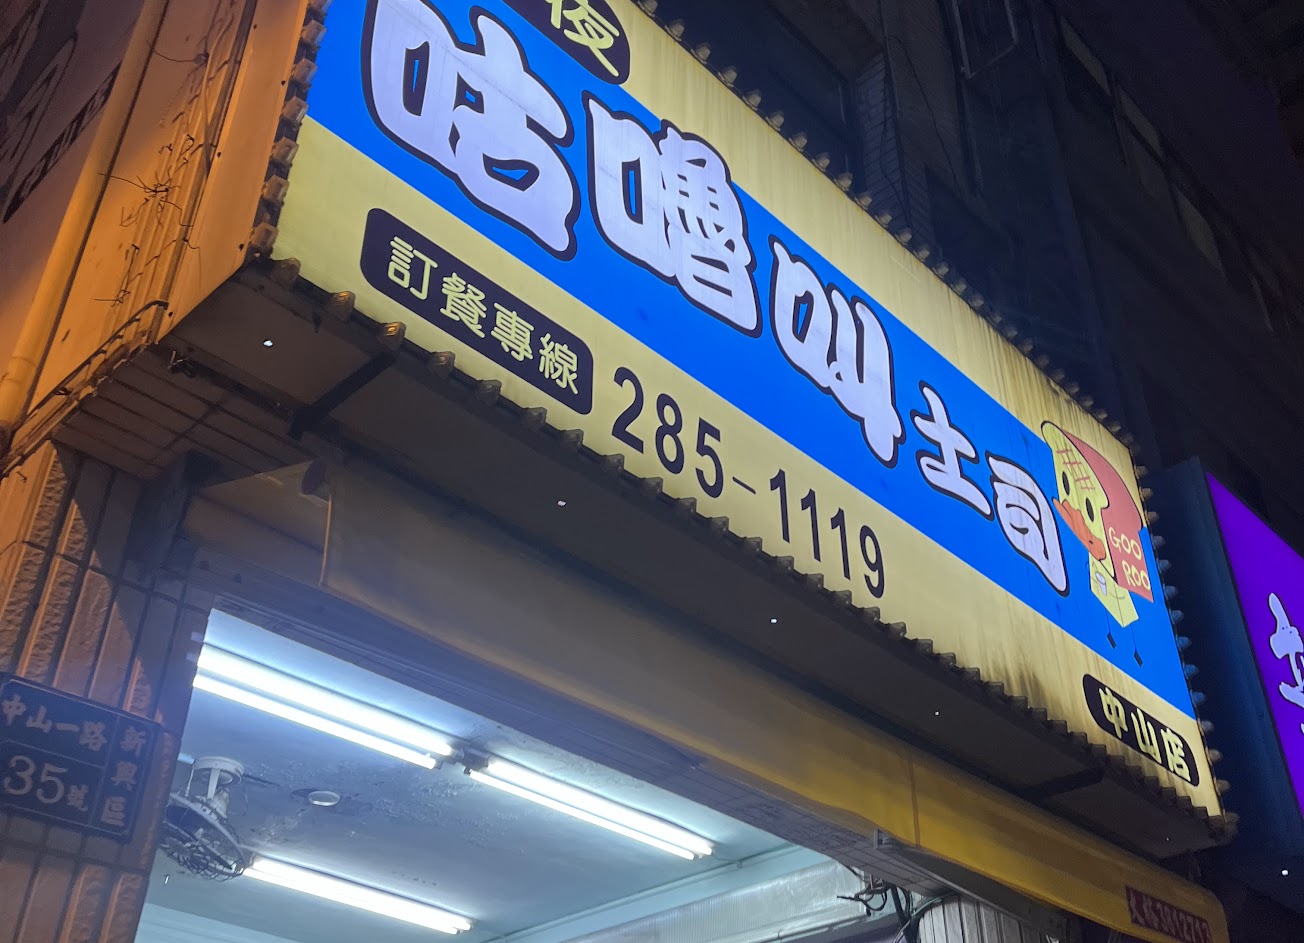 夜
咕嚕叫土司
GOO
ROO
訂餐專線 285-1119
中山店
新興區
中山一路
35號